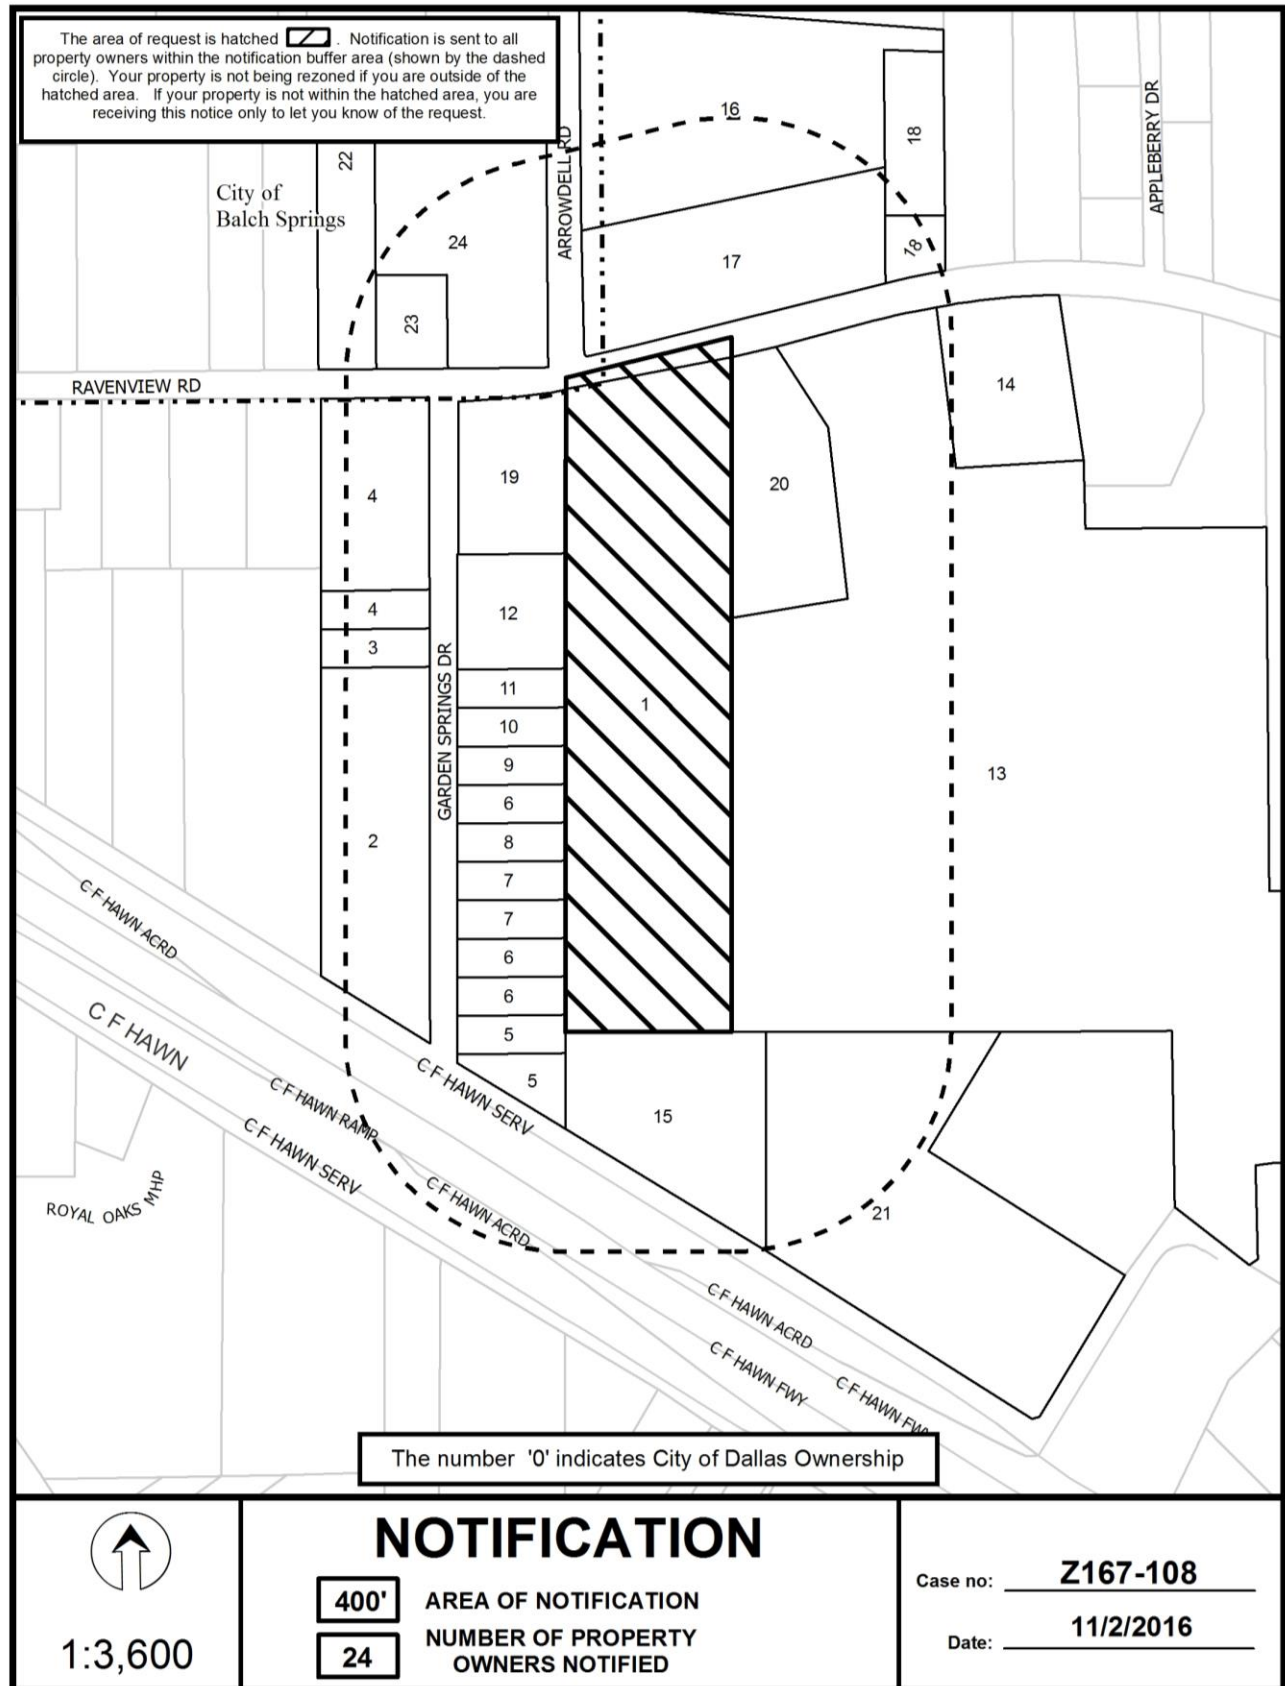 The area of request is hatched . Notification is sent to all
property owners within the notification buffer area (shown by the dashed
circle). Your property is not being rezoned if you are outside of the
hatched area. If your property is not within the hatched area, you are
receiving this notice only to let you know of the request.
16
18
APPLEBERRY DR
22
City of
Balch Springs
ARROWDELL RD
24
17
18
23
RAVENVIEW RD
14
4
19
20
4
12
3
GARDEN SPRINGS DR
11
1
10
9
13
6
2
8
7
7
6
6
5
5
15
21
C F HAWN ACRD
C F HAWN
C F HAWN SERV
C F HAWN RAMP
C F HAWN SERV
C F HAWN ACRD
ROYAL OAKS MHP
C F HAWN ACRD
C F HAWN FWY
C F HAWN FW
The number '0' indicates City of Dallas Ownership
1:3,600
NOTIFICATION
400' AREA OF NOTIFICATION
24 NUMBER OF PROPERTY
OWNERS NOTIFIED
Case no: Z167-108
Date: 11/2/2016